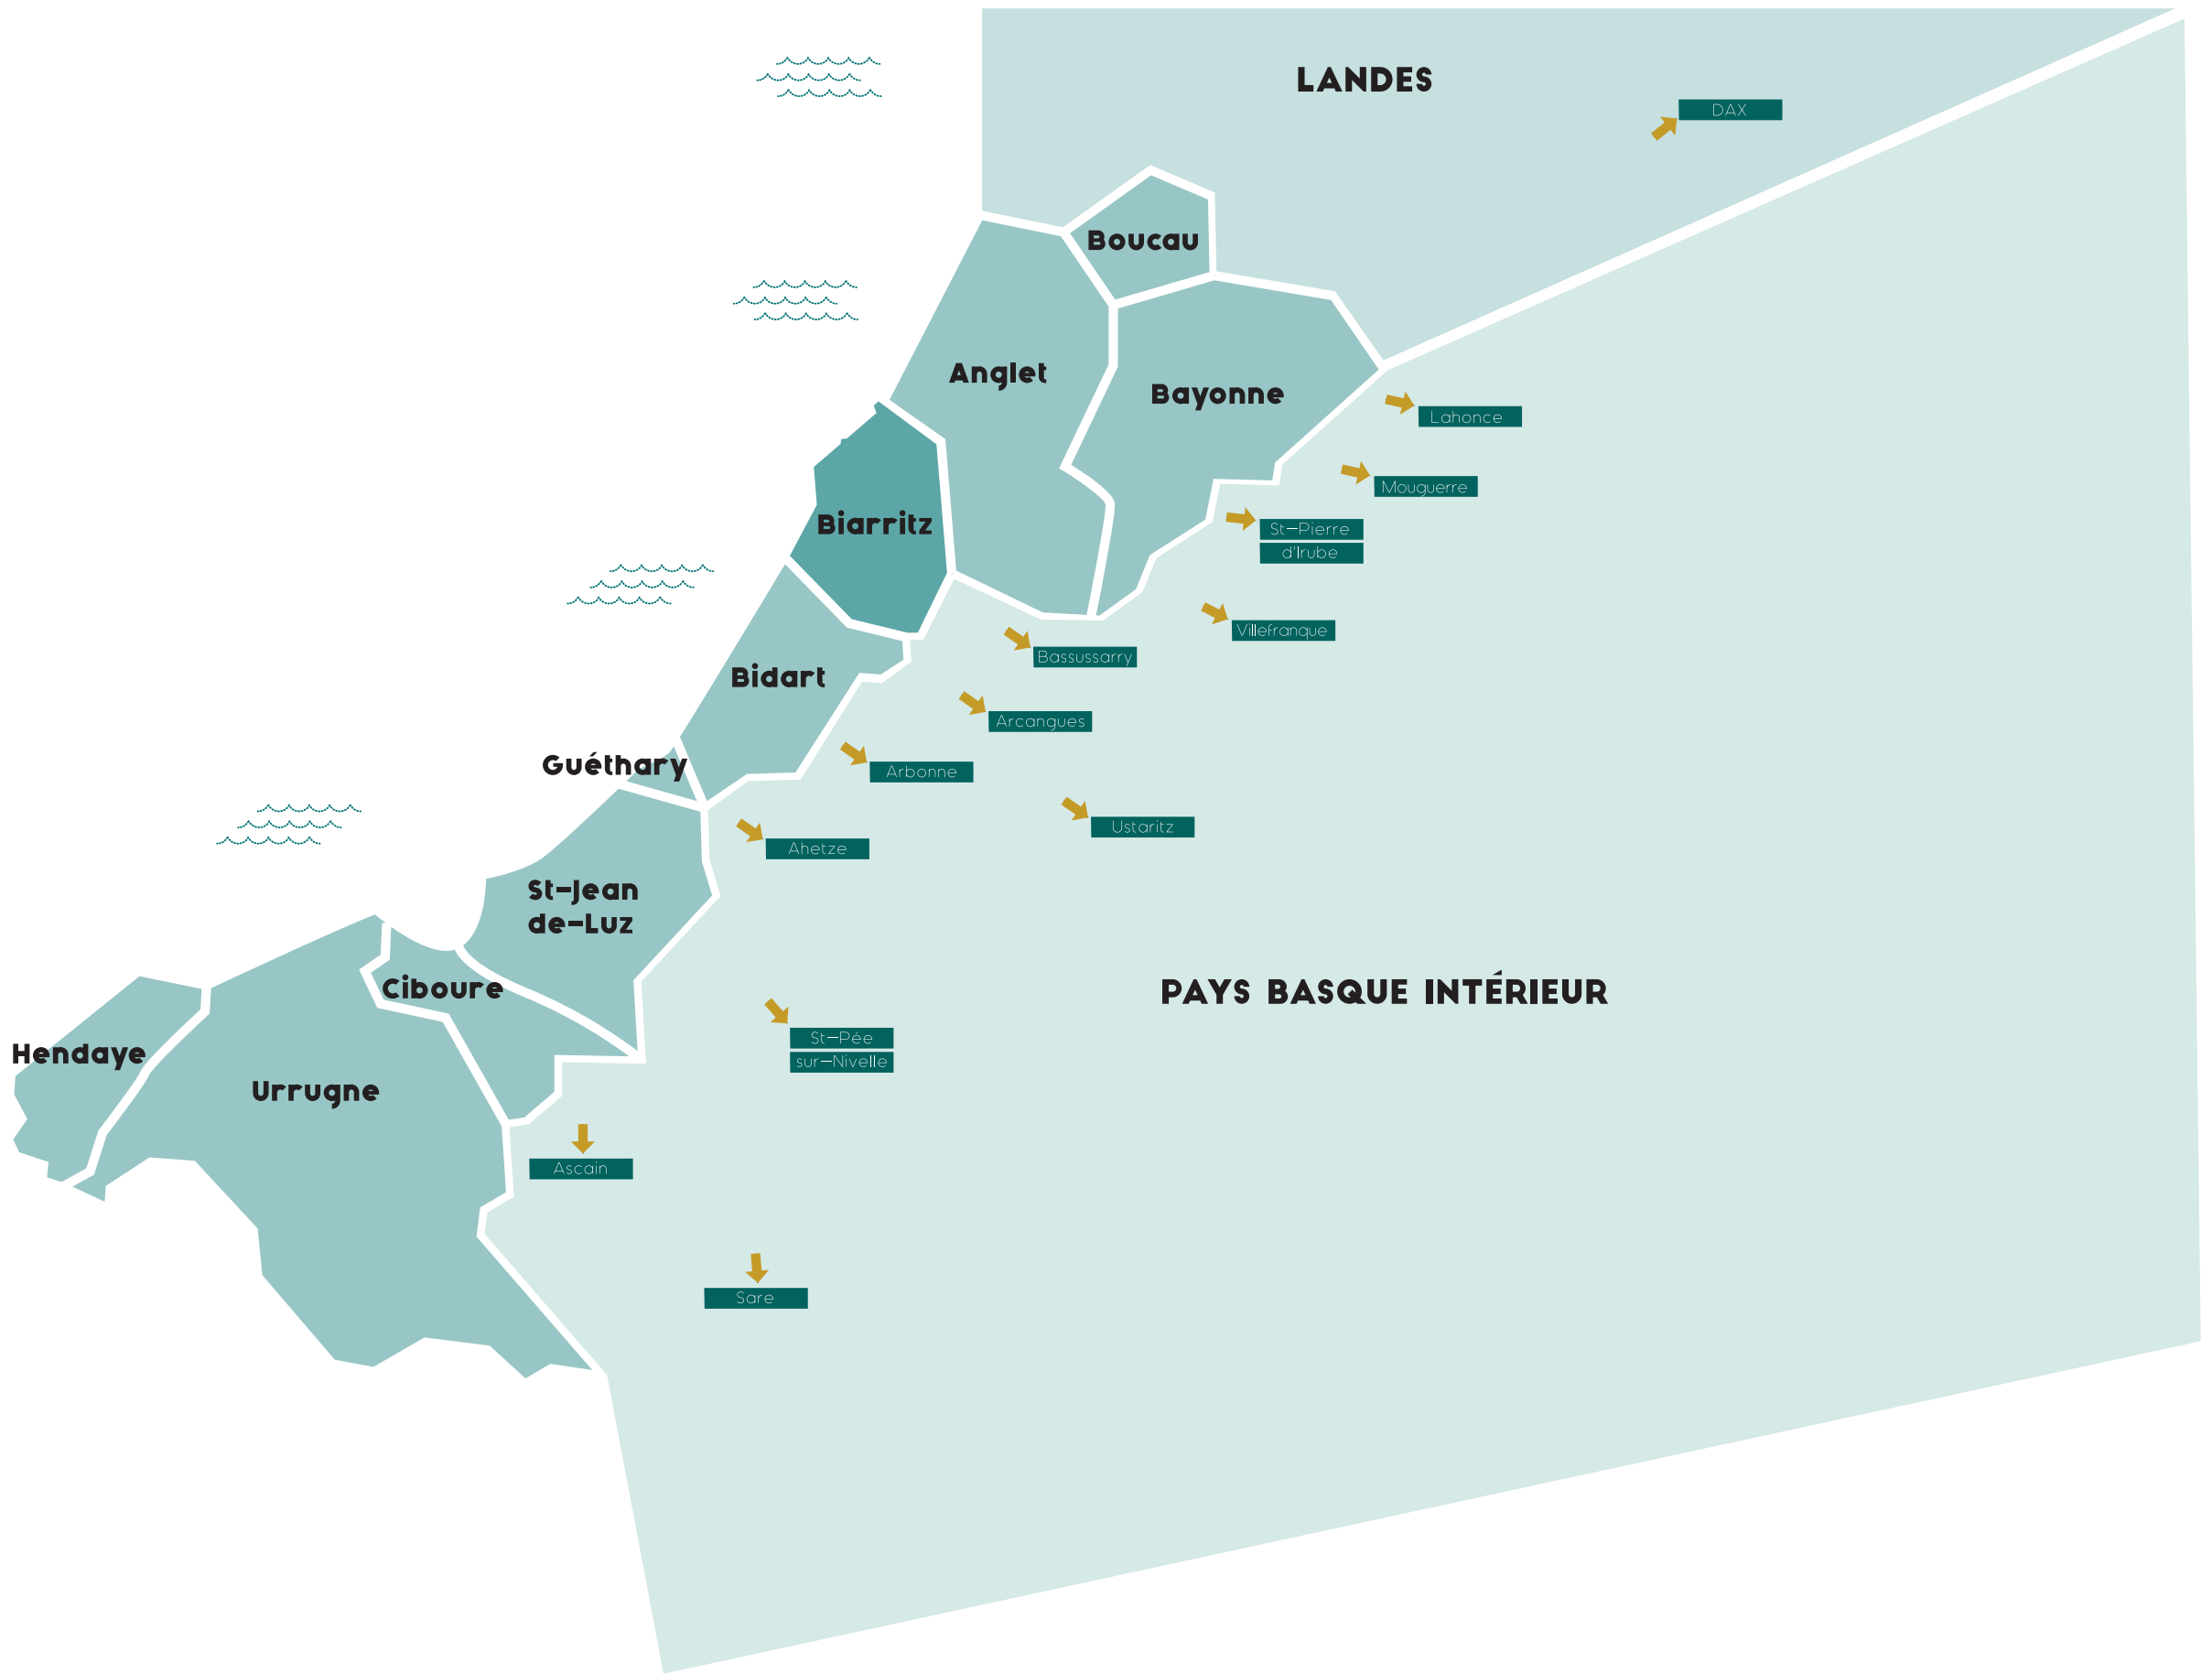 LANDES
DAX
Boucau
Anglet
Bayonne
Lahonce
Mouguerre
Biarritz
St-Pierre
d'Irube
Villefranque
Bassussarry
Bidart
Arcangues
Guéthary
Arbonne
Ustaritz
Ahetze
St-Jean
de-Luz
Ciboure
PAYS BASQUE INTÉRIEUR
St-Pée
sur-Nivelle
Hendaye
Urrugne
Ascain
Sare